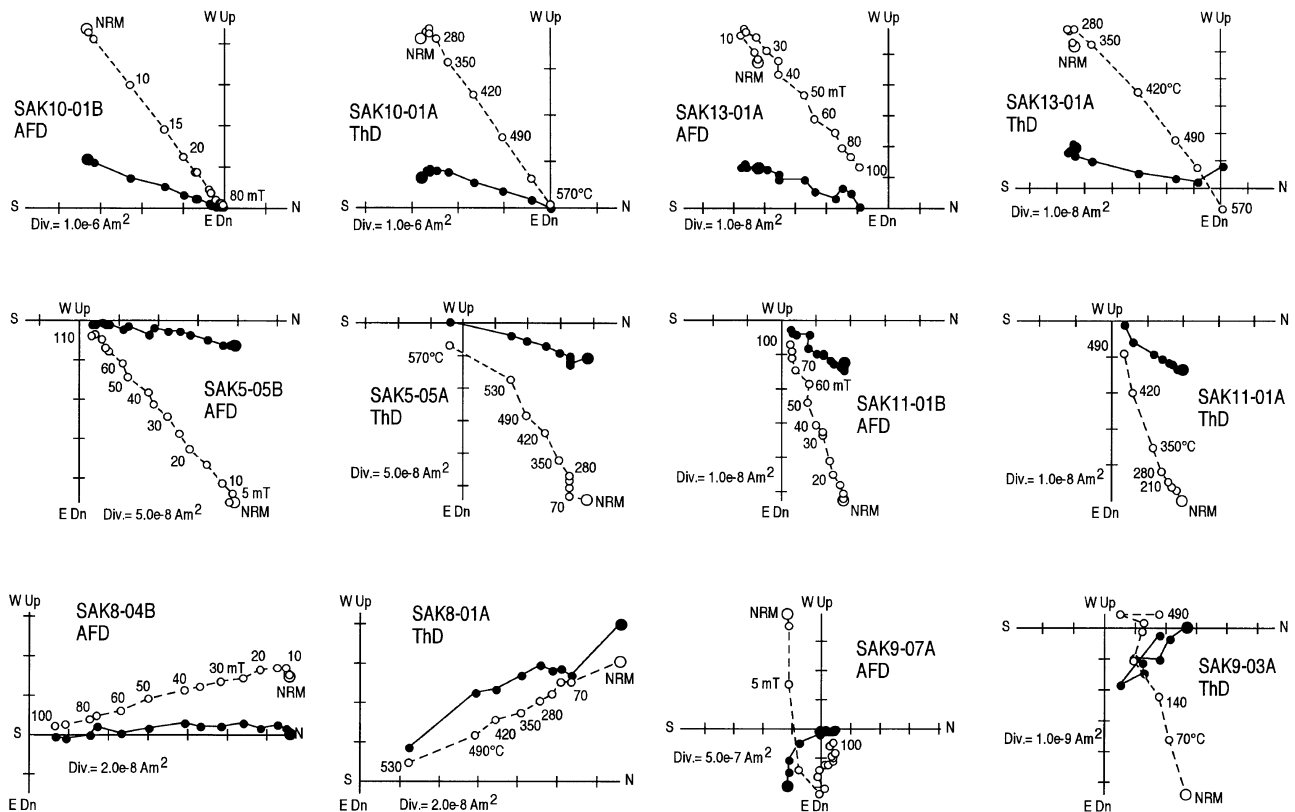 W Up
NRM
10
15
20
80 mT
SAK10-01B
AFD
S
N
E Dn
Div.= 1.0e-6 Am2
W Up
280
NRM
350
420
490
570°C
SAK10-01A
ThD
S
N
E Dn
Div.= 1.0e-6 Am2
W Up
10
30
NRM
40
50 mT
60
80
100
SAK13-01A
AFD
S
N
E Dn
Div.= 1.0e-8 Am2
W Up
280
350
NRM
420°C
490
SAK13-01A
ThD
S
N
E Dn
570
Div.= 1.0e-8 Am2
W Up
S
N
110
60
50
40
30
20
10
5 mT
NRM
SAK5-05B
AFD
E Dn
Div.= 5.0e-8 Am2
W Up
S
N
570°C
530
490
420
350
280
70
NRM
SAK5-05A
ThD
Div.= 5.0e-8 Am2
E Dn
W Up
S
N
100
70
60 mT
50
40
30
20
NRM
SAK11-01B
AFD
Div.= 1.0e-8 Am2
E Dn
W Up
S
N
490
420
350°C
280
210
NRM
SAK11-01A
ThD
Div.= 1.0e-8 Am2
E Dn
W Up
SAK8-04B
AFD
100
80
60
50
40
30 mT
20
10
NRM
S
N
Div.= 2.0e-8 Am2
E Dn
W Up
SAK8-01A
ThD
NRM
70
280
350
420
490°C
530
S
N
E Dn
Div.= 2.0e-8 Am2
W Up
NRM
5 mT
SAK9-07A
AFD
S
N
100
Div.= 5.0e-7 Am2
E Dn
W Up
490
S
N
SAK9-03A
ThD
140
70°C
Div.= 1.0e-9 Am2
NRM
E Dn